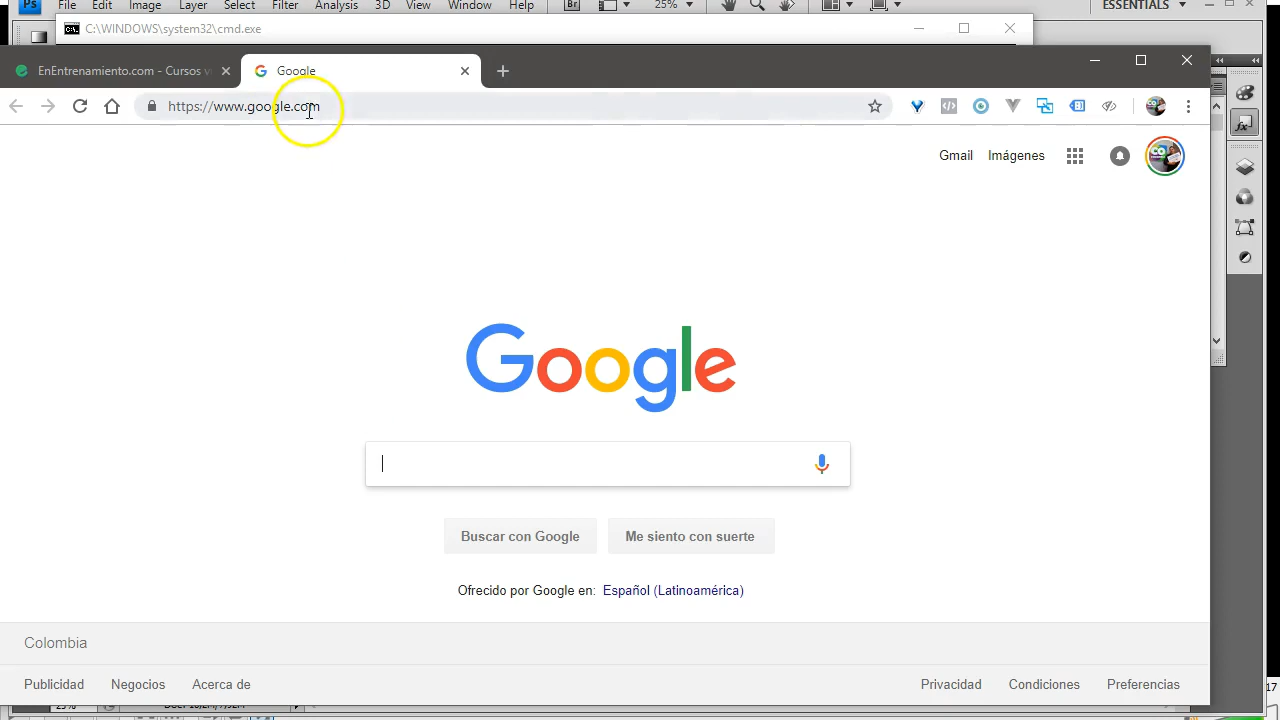 Ps File Edit Image Layer Select Filter Analysis 3D View Window Help Br 25% ESSENTIALS
C:\WINDOWS\system32\cmd.exe
EnEntrenamiento.com - Cursos v
Google
https://www.google.com
Gmail Imágenes
Google
Buscar con Google Me siento con suerte
Ofrecido por Google en: Español (Latinoamérica)
Colombia
Publicidad Negocios Acerca de Privacidad Condiciones Preferencias